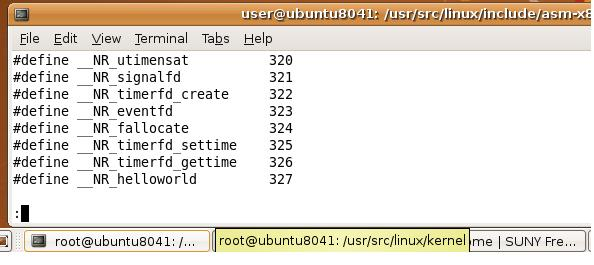 user@ubuntu8041: /usr/src/linux/include/asm-x8
File Edit View Terminal Tabs Help
#define __NR_utimensat 320
#define __NR_signalfd 321
#define __NR_timerfd_create 322
#define __NR_eventfd 323
#define __NR_fallocate 324
#define __NR_timerfd_settime 325
#define __NR_timerfd_gettime 326
#define __NR_helloworld 327
:
root@ubuntu8041: /... root@ubuntu8041: /usr/src/linux/kernel ome | SUNY Fre...